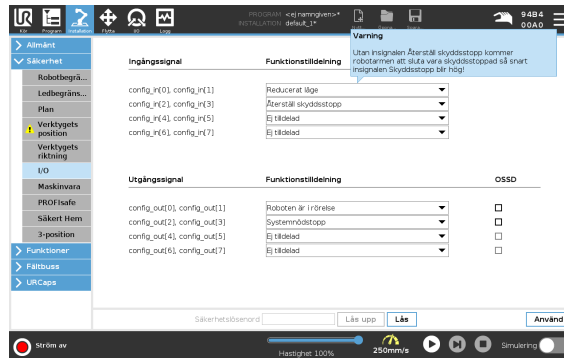 UR
Kör
Program
Installation
Flytta
I/O
Logg
PROGRAM <ej namngiven>*
INSTALLATION default_1*
94B4
00A0
Varning
Utan insignalen Återställ skyddsstopp kommer
robotarmen att sluta vara skyddsstoppad så snart
insignalen Skyddsstopp blir hög!
Allmänt
Säkerhet
Robotbegrä...
Ledbegräns...
Plan
Verktygets
position
Verktygets
riktning
I/O
Maskinvara
PROFIsafe
Säkert Hem
3-position
Funktioner
Fältbuss
URCaps
Ingångssignal Funktionstilldelning
config_in[0], config_in[1] Reducerat läge
config_in[2], config_in[3] Återställ skyddsstopp
config_in[4], config_in[5] Ej tilldelad
config_in[6], config_in[7] Ej tilldelad
Utgångssignal Funktionstilldelning OSSD
config_out[0], config_out[1] Roboten är i rörelse
config_out[2], config_out[3] Systemnödstopp
config_out[4], config_out[5] Ej tilldelad
config_out[6], config_out[7] Ej tilldelad
Säkerhetslösenord Lås upp Lås Använd
Ström av
Hastighet 100%
250mm/s
Simulering